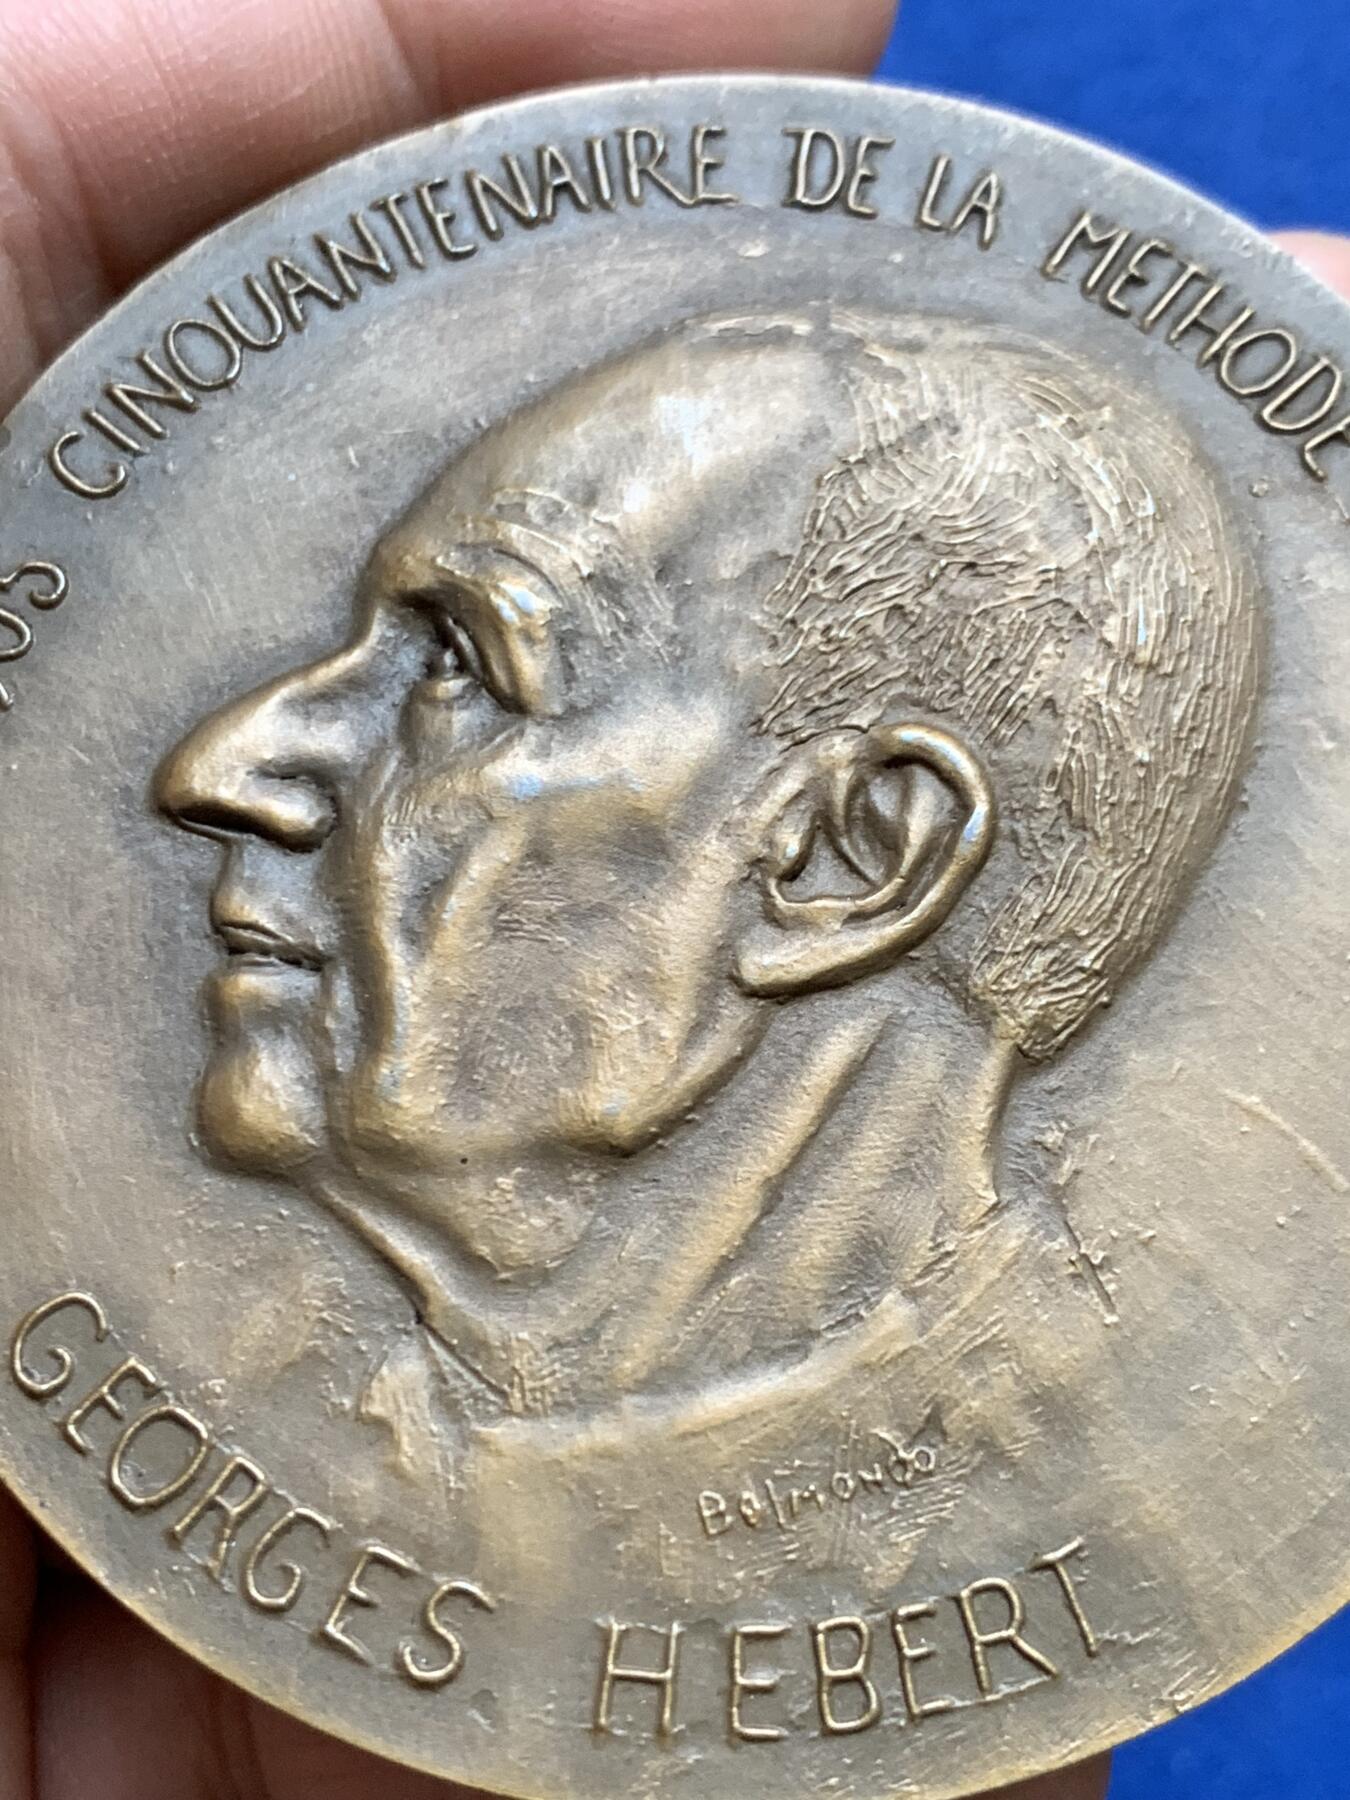 CINQUANTENAIRE DE LA METHODE
GEORGES HEBERT
Belmondo